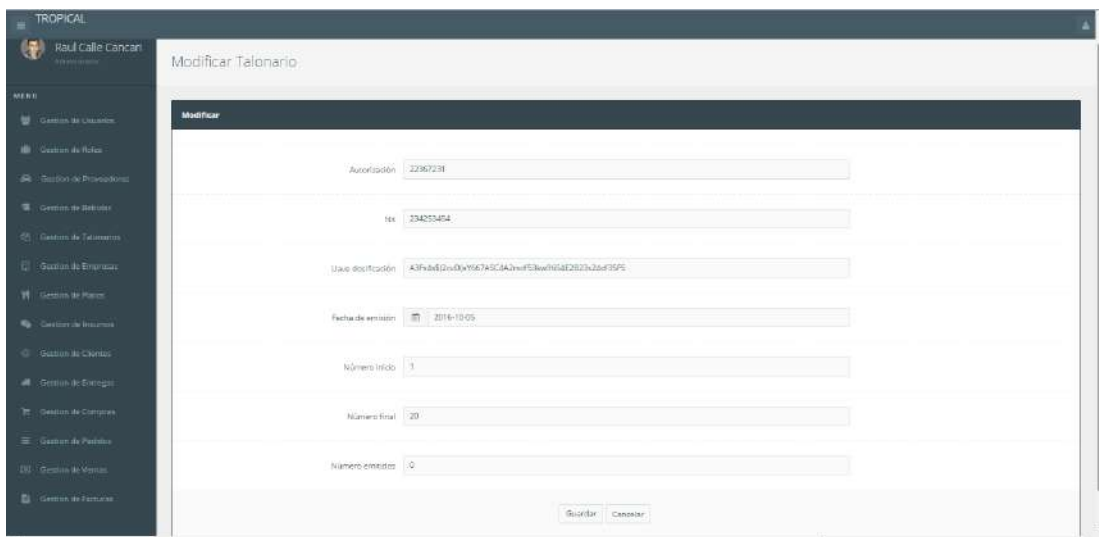 TROPICAL
Raul Calle Cancari
MENU
Gestion de Usuarios
Gestion de Roles
Gestion de Proveedores
Gestion de Bebidas
Gestion de Talonarios
Gestion de Empresas
Gestion de Platos
Gestion de Insumos
Gestion de Clientes
Gestion de Entregas
Gestion de Compras
Gestion de Pedidos
Gestion de Ventas
Gestion de Facturas
Modificar Talonario
Modificar
Autorización 22367231
Nit 234253454
Llave dosificación
Fecha de emisión 2016-10-05
Número inicio 1
Número final 20
Número emitidos 0
Guardar Cancelar